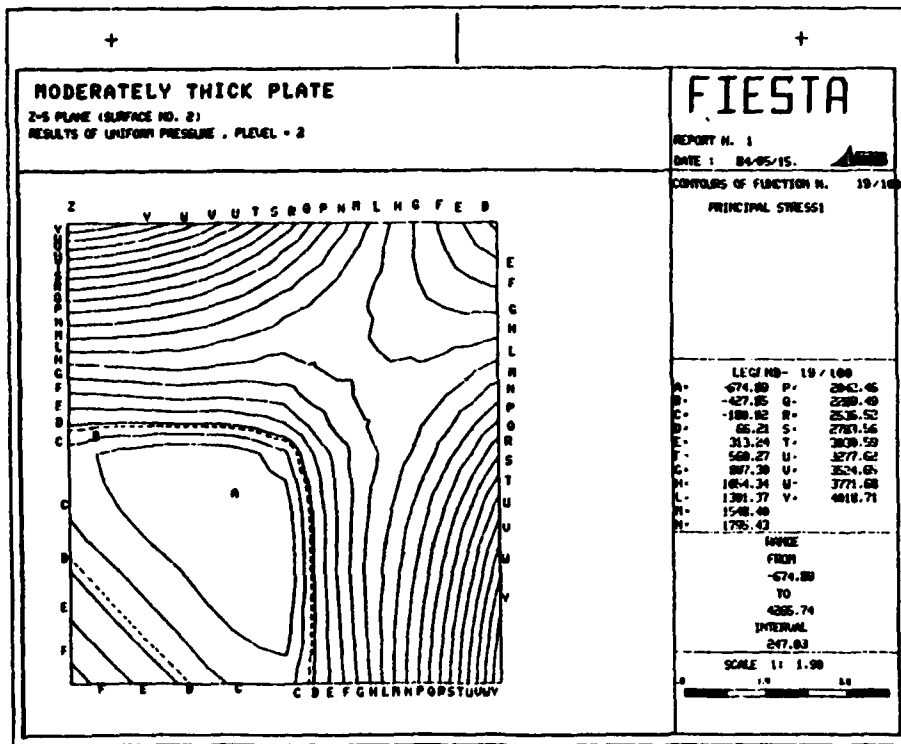 MODERATELY THICK PLATE
Z-S PLANE (SURFACE NO. 2)
RESULTS OF UNIFORM PRESSURE , PLEVEL = 2
FIESTA
REPORT N. 1
DATE : 84/05/15.
CONTOURS OF FUNCTION N. 19/100
PRINCIPAL STRESS1
Z Y W V U T S R Q P N M L H G F E D
E
F
G
H
L
M
N
P
Q
R
S
T
U
V
W
Y
L
H
G
F
E
D
C
B
A
C
D
E
F
F E D C C D E F G H L M N P Q R S T U V W Y
LEGEND- 19 / 100
A= -674.89 P= 2042.46
B= -427.85 Q= 2289.49
C= -180.82 R= 2536.52
D= 66.21 S= 2783.56
E= 313.24 T= 3030.59
F= 560.27 U= 3277.62
G= 807.30 V= 3524.65
H= 1054.34 W= 3771.68
L= 1301.37 Y= 4018.71
M= 1548.40
N= 1795.43
RANGE
FROM
-674.89
TO
4265.74
INTERVAL
247.03
SCALE 1: 1.90